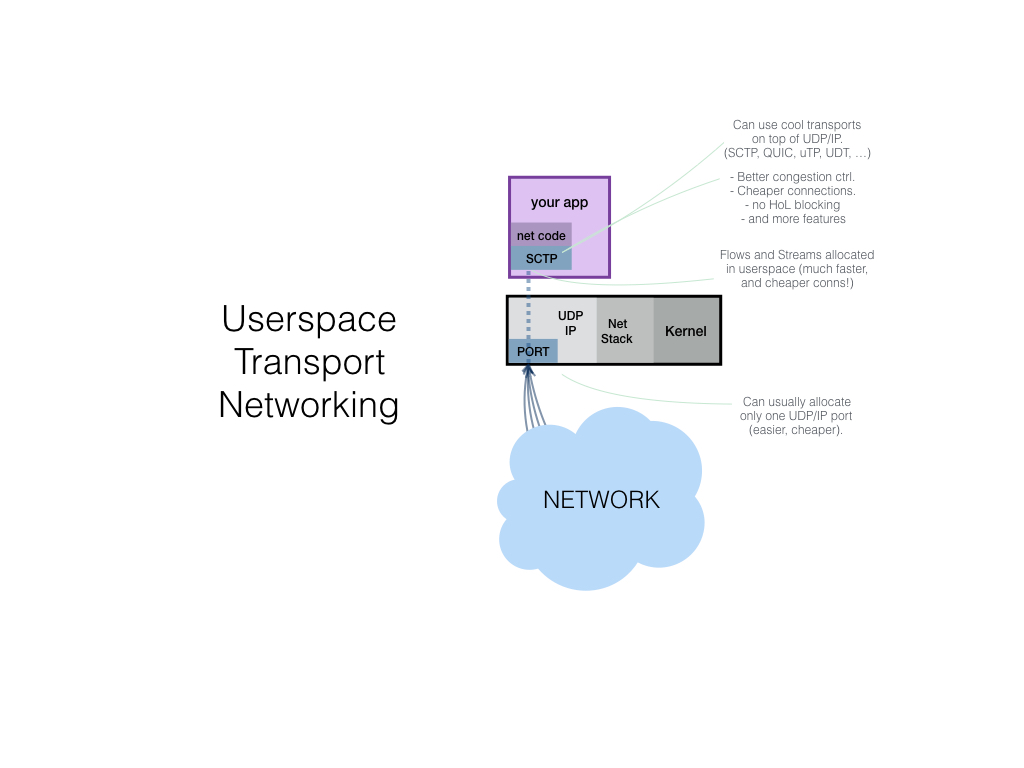 Userspace
Transport
Networking
your app
net code
SCTP
UDP
IP
Net
Stack
Kernel
PORT
NETWORK
Can use cool transports
on top of UDP/IP.
(SCTP, QUIC, uTP, UDT, ...)
- Better congestion ctrl.
- Cheaper connections.
- no HoL blocking
- and more features
Flows and Streams allocated
in userspace (much faster,
and cheaper conns!)
Can usually allocate
only one UDP/IP port
(easier, cheaper).